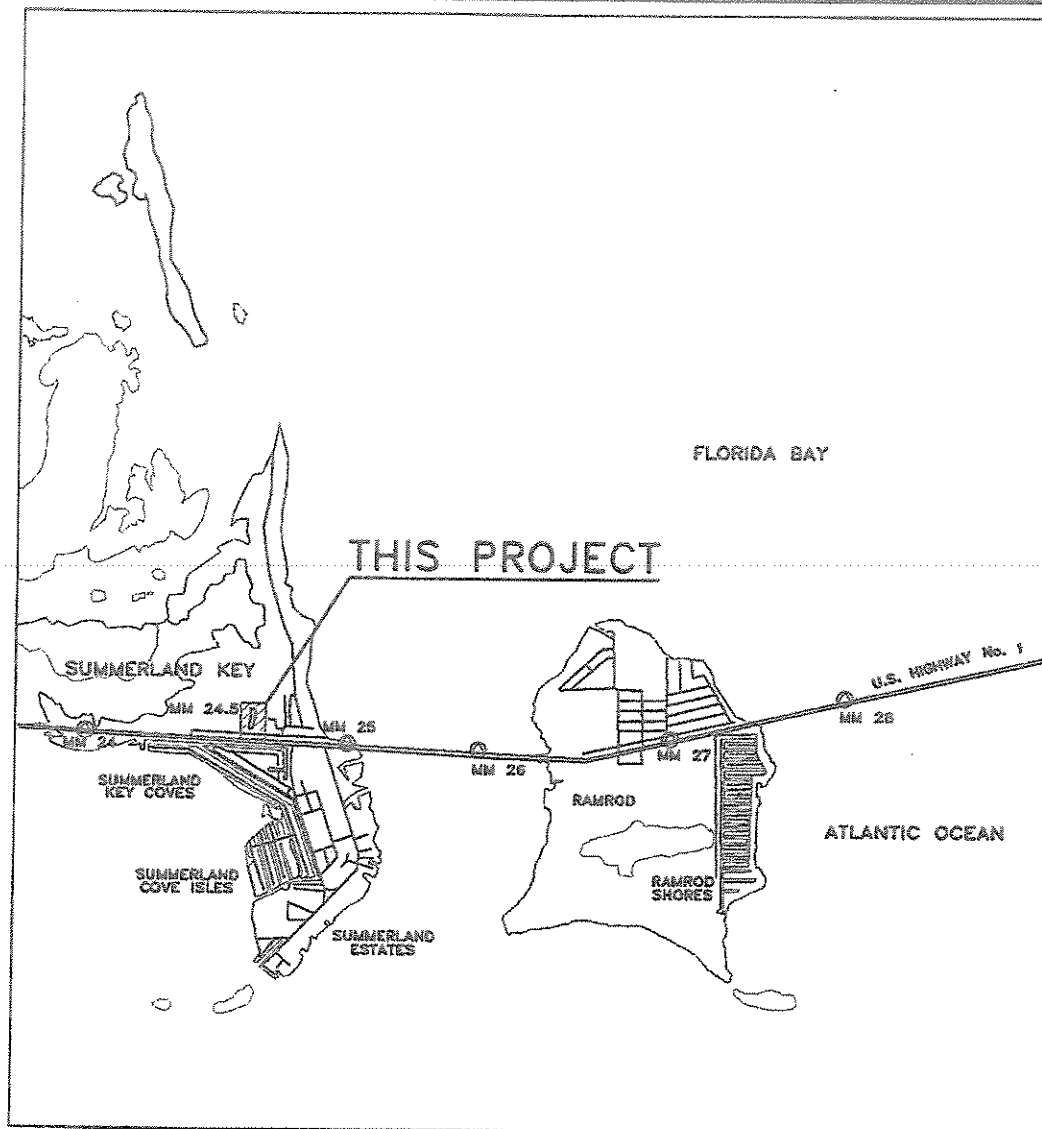 FLORIDA BAY
THIS PROJECT
SUMMERLAND KEY
U.S. HIGHWAY No. 1
MM 24.5
MM 24
MM 25
MM 26
MM 27
MM 28
SUMMERLAND
KEY COVES
RAMROD
ATLANTIC OCEAN
SUMMERLAND
COVE ISLES
RAMROD
SHORES
SUMMERLAND
ESTATES